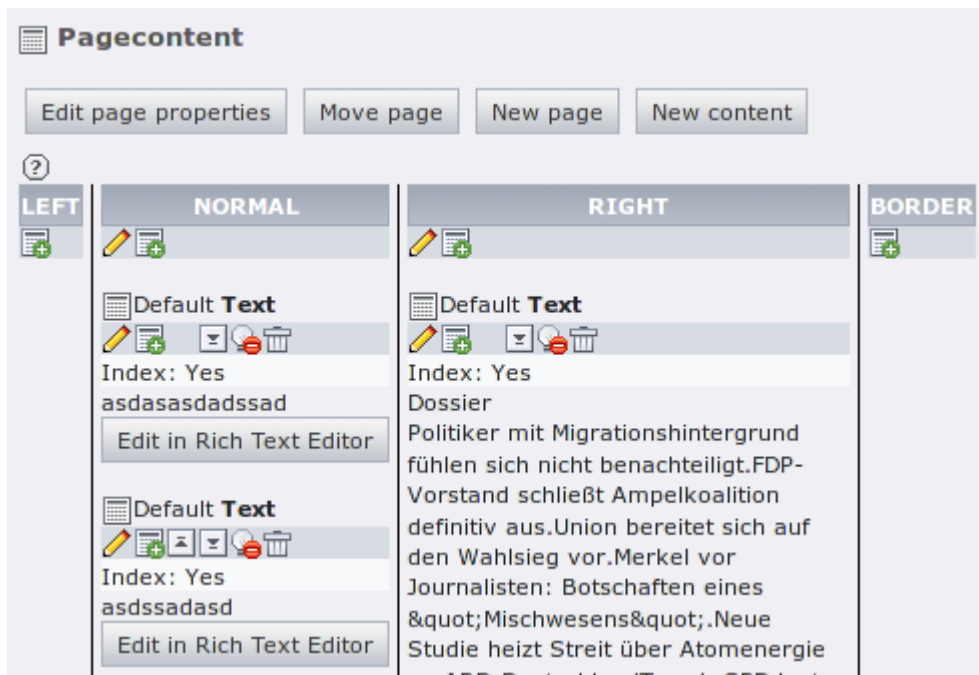 Pagecontent
Edit page properties
Move page
New page
New content
?
LEFT
NORMAL
RIGHT
BORDER
Default Text
Index: Yes
asdasasdadssad
Edit in Rich Text Editor
Default Text
Index: Yes
asdssadasd
Edit in Rich Text Editor
Default Text
Index: Yes
Dossier
Politiker mit Migrationshintergrund
fühlen sich nicht benachteiligt.FDP-
Vorstand schließt Ampelkoalition
definitiv aus.Union bereitet sich auf
den Wahlsieg vor.Merkel vor
Journalisten: Botschaften eines
&quot;Mischwesens&quot;.Neue
Studie heizt Streit über Atomenergie